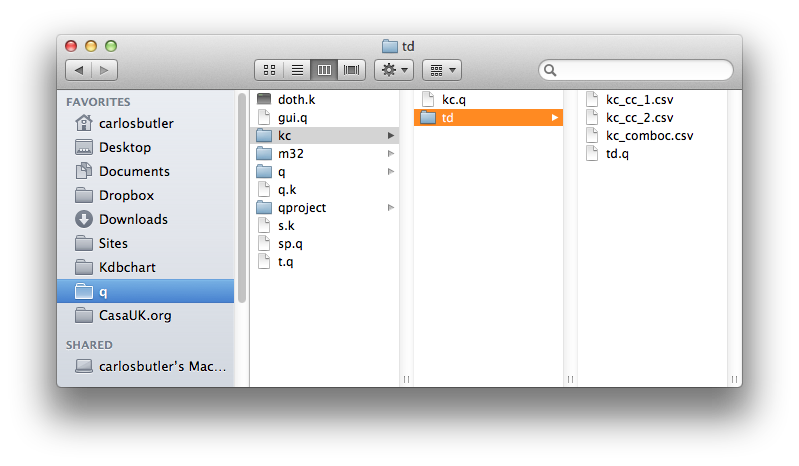 td
FAVORITES
carlosbutler
Desktop
Documents
Dropbox
Downloads
Sites
Kdbchart
q
CasaUK.org
SHARED
carlosbutler's Mac...
doth.k
gui.q
kc
m32
q
q.k
qproject
s.k
sp.q
t.q
kc.q
td
kc_cc_1.csv
kc_cc_2.csv
kc_comboc.csv
td.q